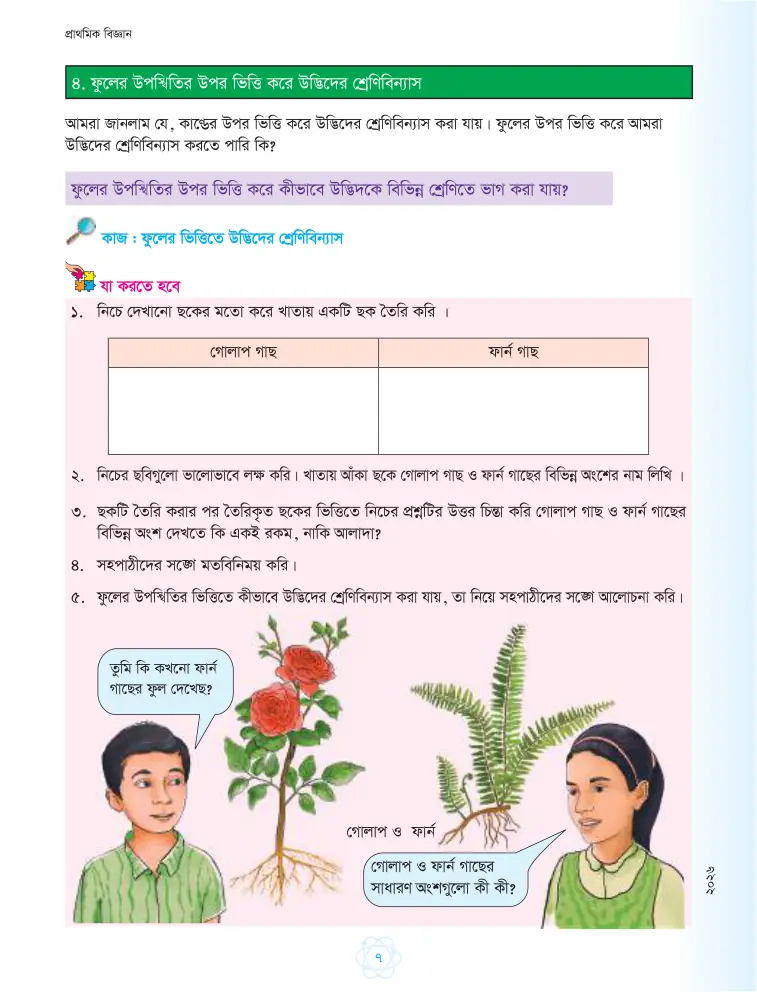 প্রাথমিক বিজ্ঞান
৪. ফুলের উপস্থিতির উপর ভিত্তি করে উদ্ভিদের শ্রেণিবিন্যাস
আমরা জানলাম যে, কাণ্ডের উপর ভিত্তি করে উদ্ভিদের শ্রেণিবিন্যাস করা যায়। ফুলের উপর ভিত্তি করে আমরা
উদ্ভিদের শ্রেণিবিন্যাস করতে পারি কি?
ফুলের উপস্থিতির উপর ভিত্তি করে কীভাবে উদ্ভিদকে বিভিন্ন শ্রেণিতে ভাগ করা যায়?
কাজ : ফুলের ভিত্তিতে উদ্ভিদের শ্রেণিবিন্যাস
যা করতে হবে
১. নিচে দেখানো ছকের মতো করে খাতায় একটি ছক তৈরি করি ।
গোলাপ গাছ ফার্ন গাছ
২. নিচের ছবিগুলো ভালোভাবে লক্ষ করি। খাতায় আঁকা ছকে গোলাপ গাছ ও ফার্ন গাছের বিভিন্ন অংশের নাম লিখি ।
৩. ছকটি তৈরি করার পর তৈরিকৃত ছকের ভিত্তিতে নিচের প্রশ্নটির উত্তর চিন্তা করি গোলাপ গাছ ও ফার্ন গাছের
বিভিন্ন অংশ দেখতে কি একই রকম, নাকি আলাদা?
৪. সহপাঠীদের সঙ্গে মতবিনিময় করি।
৫. ফুলের উপস্থিতির ভিত্তিতে কীভাবে উদ্ভিদের শ্রেণিবিন্যাস করা যায়, তা নিয়ে সহপাঠীদের সঙ্গে আলোচনা করি।
তুমি কি কখনো ফার্ন
গাছের ফুল দেখেছ?
গোলাপ ও ফার্ন
গোলাপ ও ফার্ন গাছের
সাধারণ অংশগুলো কী কী?
২০২৬
৭